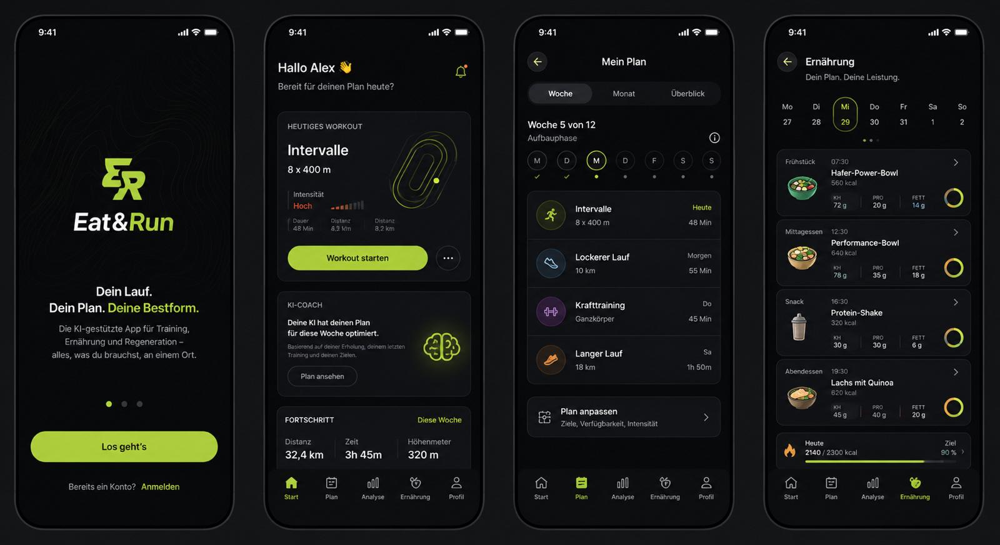 9:41
ER
Eat&Run
Dein Lauf.
Dein Plan. Deine Bestform.
Die KI-gestützte App für Training,
Ernährung und Regeneration –
alles, was du brauchst, an einem Ort.
Los geht's
Bereits ein Konto? Anmelden
9:41
Hallo Alex 👋
Bereit für deinen Plan heute?
HEUTIGES WORKOUT
Intervalle
8 x 400 m
Intensität
Hoch
Dauer Distanz Distanz
48 Min 8,2 km 8,2 km
Workout starten
KI-COACH
Deine KI hat deinen Plan
für diese Woche optimiert.
Basierend auf deiner Erholung, deinem letzten
Training und deinen Zielen.
Plan ansehen
FORTSCHRITT Diese Woche
Distanz Zeit Höhenmeter
32,4 km 3h 45m 320 m
Start Plan Analyse Ernährung Profil
9:41
Mein Plan
Woche Monat Überblick
Woche 5 von 12
Aufbauphase
M D M D F S S
Intervalle Heute
8 x 400 m 48 Min
Lockerer Lauf Morgen
10 km 55 Min
Krafttraining Do
Ganzkörper 45 Min
Langer Lauf Sa
18 km 1h 50m
Plan anpassen
Ziele, Verfügbarkeit, Intensität
Start Plan Analyse Ernährung Profil
9:41
Ernährung
Dein Plan. Deine Leistung.
Mo Di Mi Do Fr Sa So
27 28 29 30 31 1 2
Frühstück 07:30
Hafer-Power-Bowl
560 kcal
KH PRO FETT
72 g 20 g 14 g
Mittagessen 12:30
Performance-Bowl
640 kcal
KH PRO FETT
78 g 35 g 18 g
Snack 16:30
Protein-Shake
320 kcal
KH PRO FETT
30 g 30 g 6 g
Abendessen 19:30
Lachs mit Quinoa
620 kcal
KH PRO FETT
45 g 40 g 20 g
Heute Ziel
2140 / 2300 kcal 90 %
Start Plan Analyse Ernährung Profil